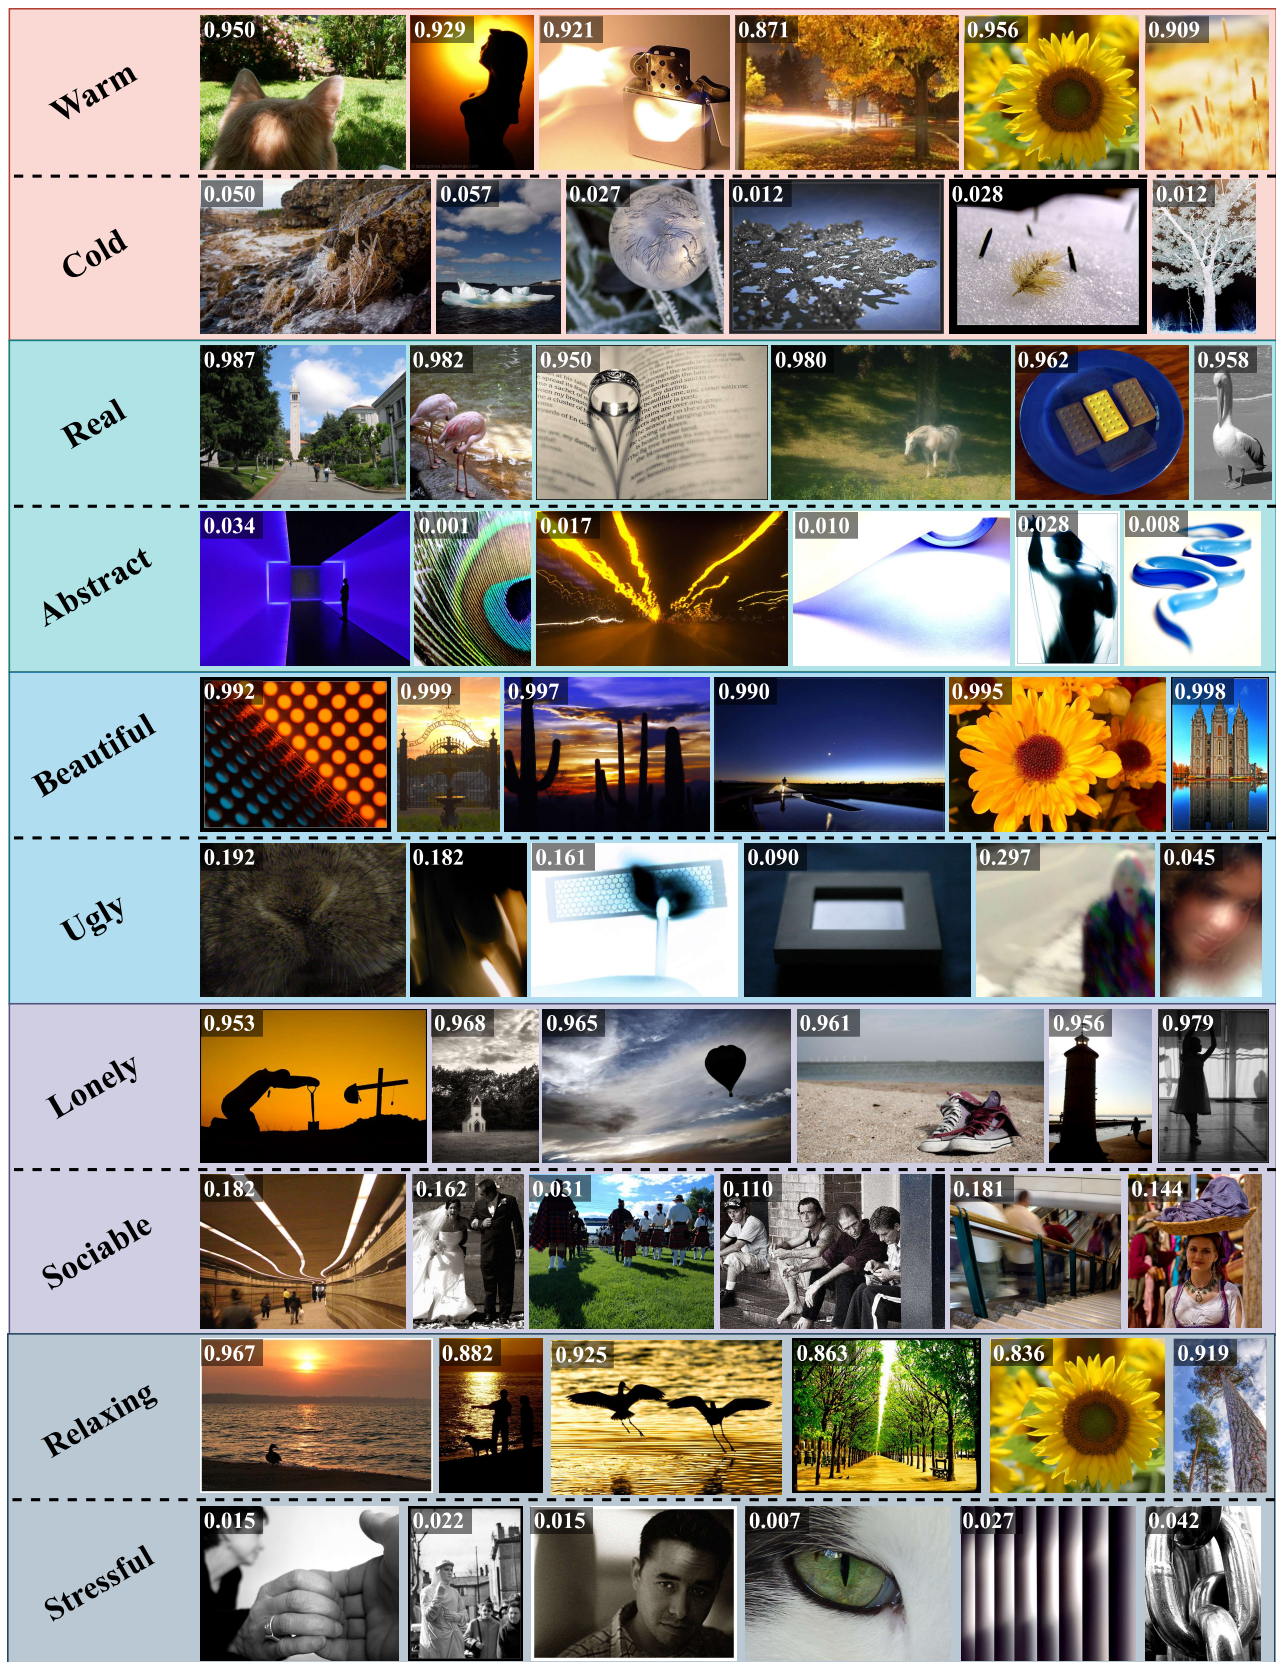 Warm
0.950 0.929 0.921 0.871 0.956 0.909
Cold
0.050 0.057 0.027 0.012 0.028 0.012
Real
0.987 0.982 0.950 0.980 0.962 0.958
Abstract
0.034 0.001 0.017 0.010 0.028 0.008
Beautiful
0.992 0.999 0.997 0.990 0.995 0.998
Ugly
0.192 0.182 0.161 0.090 0.297 0.045
Lonely
0.953 0.968 0.965 0.961 0.956 0.979
Sociable
0.182 0.162 0.031 0.110 0.181 0.144
Relaxing
0.967 0.882 0.925 0.863 0.836 0.919
Stressful
0.015 0.022 0.015 0.007 0.027 0.042